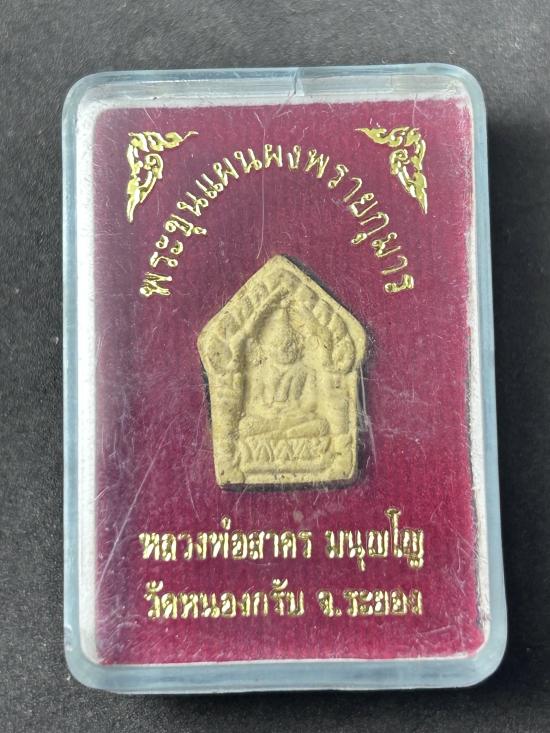 พระขุนแผนผงพรายกุมาร
หลวงพ่อสาคร มนุญโญ
วัดหนองกรับ จ.ระยอง